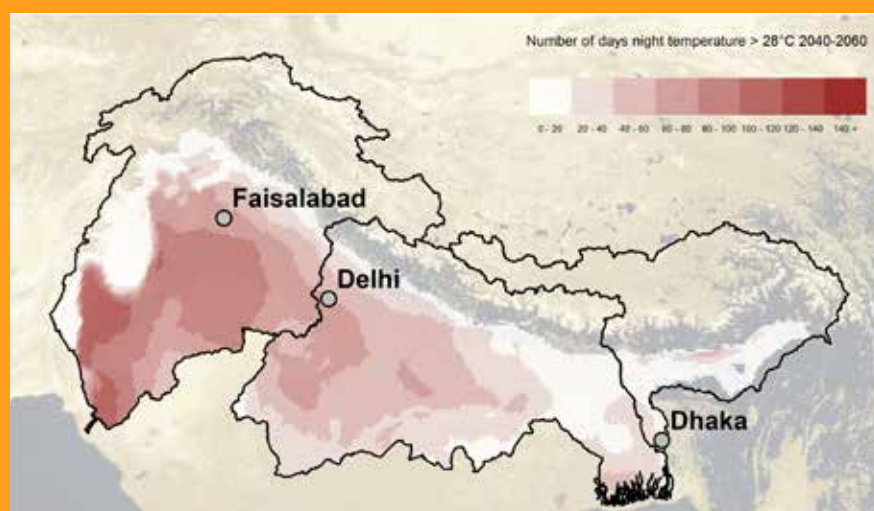 Number of days night temperature > 28°C 2040-2060
0 - 20 20 - 40 40 - 60 60 - 80 80 - 100 100 - 120 120 - 140 140 +
Faisalabad
Delhi
Dhaka